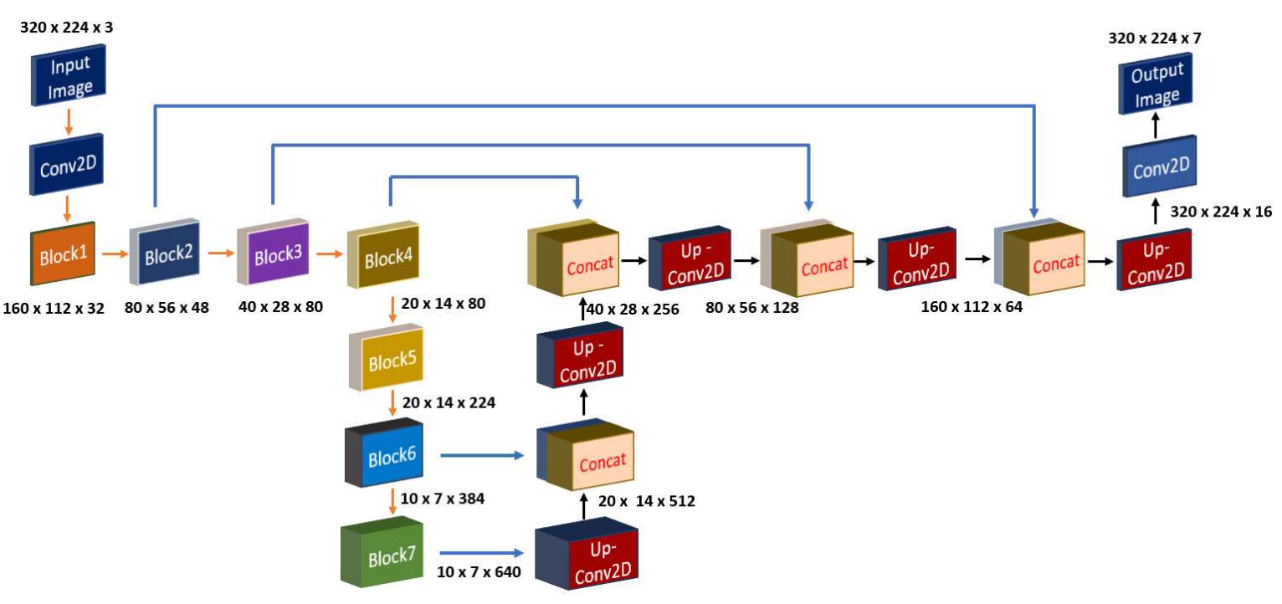 320 x 224 x 3
Input
Image
Conv2D
Block1
160 x 112 x 32
Block2
80 x 56 x 48
Block3
40 x 28 x 80
Block4
20 x 14 x 80
Block5
20 x 14 x 224
Block6
10 x 7 x 384
Block7
10 x 7 x 640
Up-
Conv2D
20 x 14 x 512
Concat
Up -
Conv2D
40 x 28 x 256
Concat
Up -
Conv2D
80 x 56 x 128
Concat
Up-
Conv2D
160 x 112 x 64
Concat
Up-
Conv2D
320 x 224 x 16
Conv2D
Output
Image
320 x 224 x 7